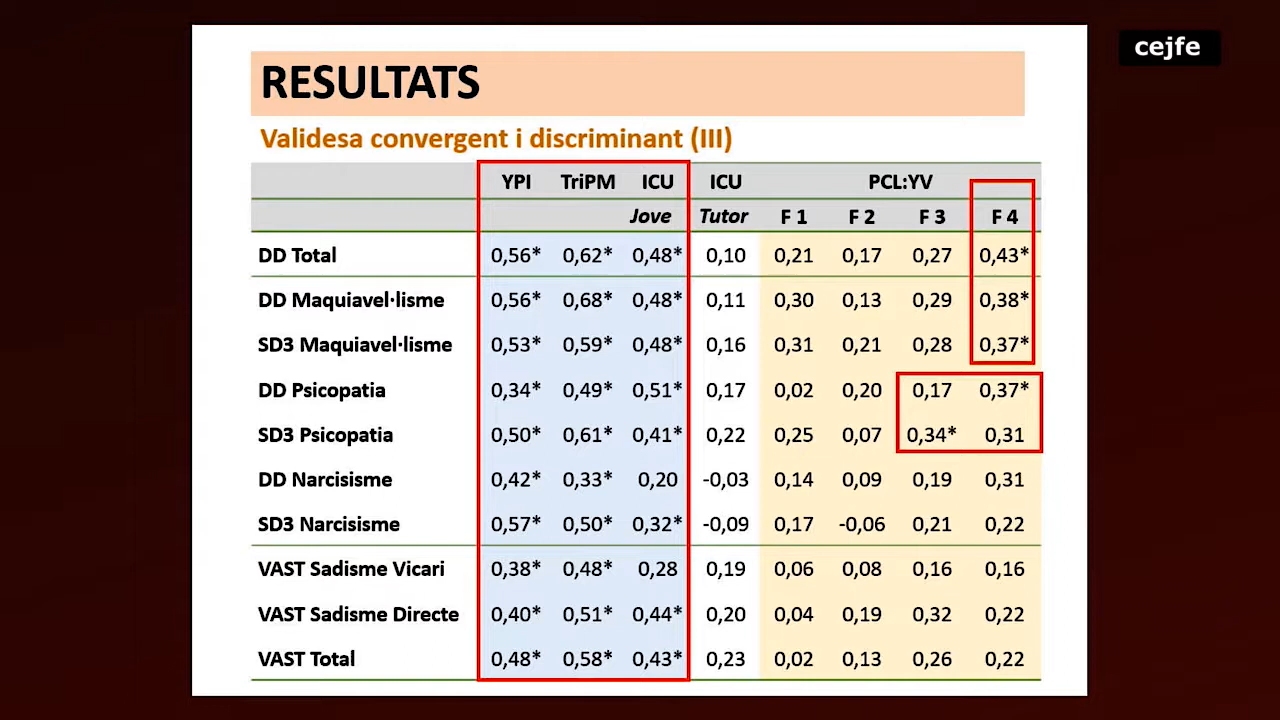 cejfe
RESULTATS
Validesa convergent i discriminant (III)
YPI TriPM ICU ICU PCL:YV
Jove Tutor F 1 F 2 F 3 F 4
DD Total 0,56* 0,62* 0,48* 0,10 0,21 0,17 0,27 0,43*
DD Maquiavel·lisme 0,56* 0,68* 0,48* 0,11 0,30 0,13 0,29 0,38*
SD3 Maquiavel·lisme 0,53* 0,59* 0,48* 0,16 0,31 0,21 0,28 0,37*
DD Psicopatia 0,34* 0,49* 0,51* 0,17 0,02 0,20 0,17 0,37*
SD3 Psicopatia 0,50* 0,61* 0,41* 0,22 0,25 0,07 0,34* 0,31
DD Narcisisme 0,42* 0,33* 0,20 -0,03 0,14 0,09 0,19 0,31
SD3 Narcisisme 0,57* 0,50* 0,32* -0,09 0,17 -0,06 0,21 0,22
VAST Sadisme Vicari 0,38* 0,48* 0,28 0,19 0,06 0,08 0,16 0,16
VAST Sadisme Directe 0,40* 0,51* 0,44* 0,20 0,04 0,19 0,32 0,22
VAST Total 0,48* 0,58* 0,43* 0,23 0,02 0,13 0,26 0,22